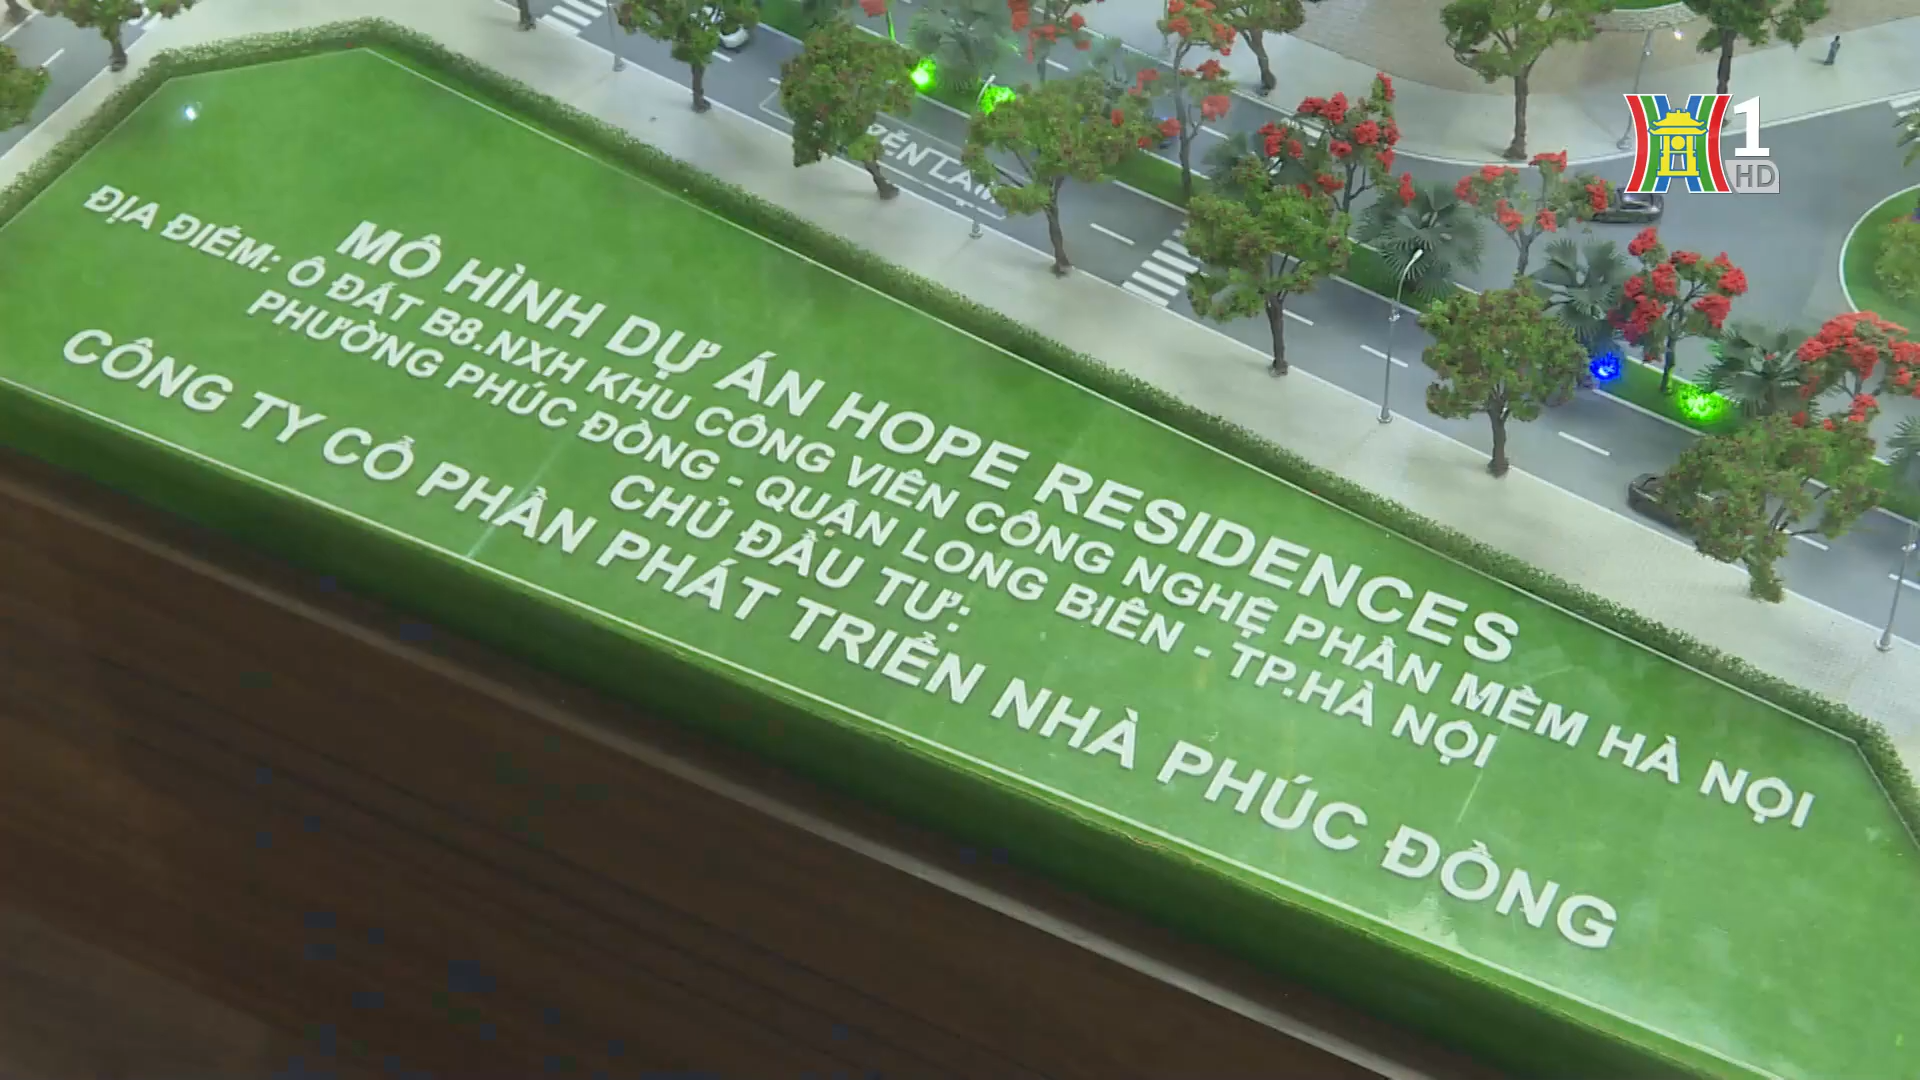 1
HD
MÔ HÌNH DỰ ÁN HOPE RESIDENCES
ĐỊA ĐIỂM: Ô ĐẤT B8.NXH KHU CÔNG VIÊN CÔNG NGHỆ PHẦN MỀM HÀ NỘI
PHƯỜNG PHÚC ĐỒNG - QUẬN LONG BIÊN - TP.HÀ NỘI
CHỦ ĐẦU TƯ:
CÔNG TY CỔ PHẦN PHÁT TRIỂN NHÀ PHÚC ĐỒNG